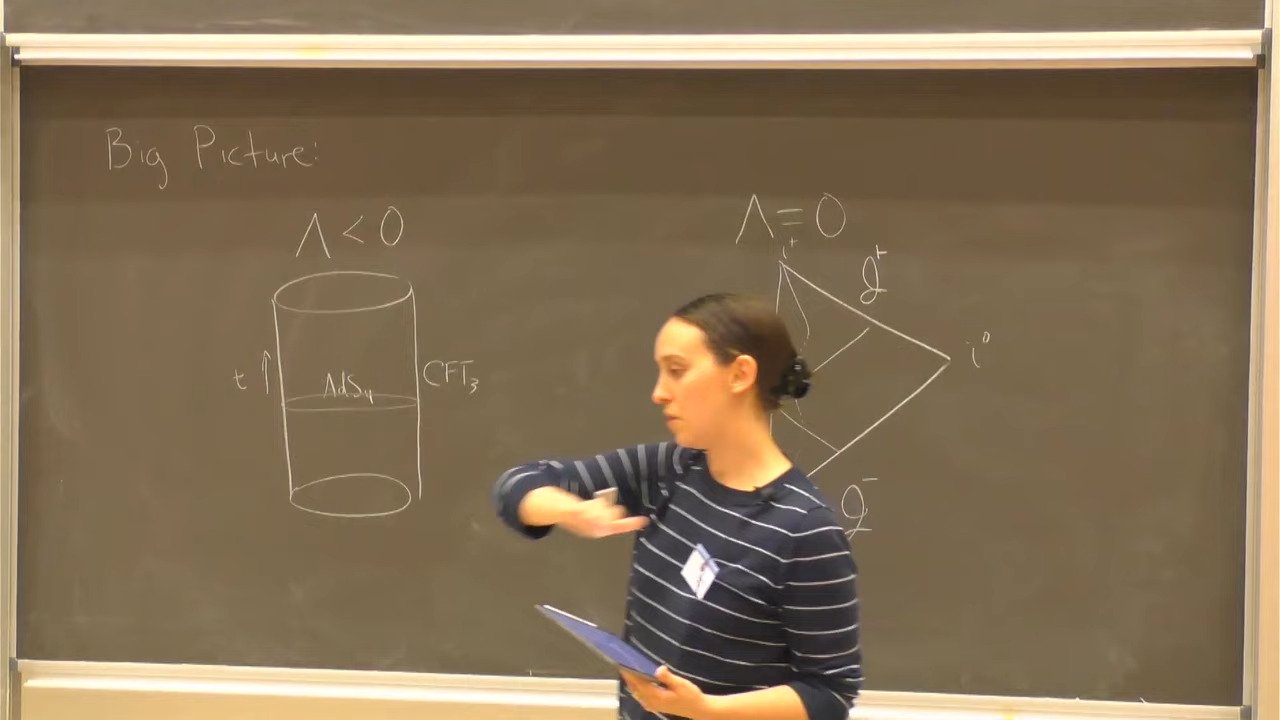 Big Picture:
Λ < 0
t ↑
AdS₄
CFT₃
Λ = 0
i⁺
𝓘⁺
i⁰
𝓘⁻